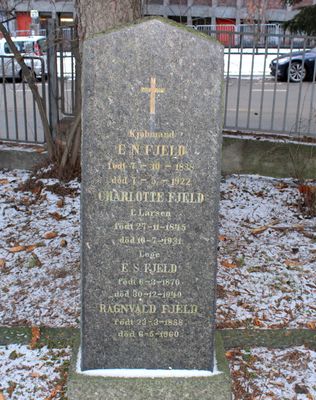 Kjøbmand
E N FJELD
født 7-10-1838
død 4-5-1922
CHARLOTTE FJELD
f. Larsen
født 27-11-1845
død 10-7-1931
Læge
E S FJELD
født 6-3-1870
død 30-12-1940
RAGNVALD FJELD
født 23-3-1888
død 6-5-1960